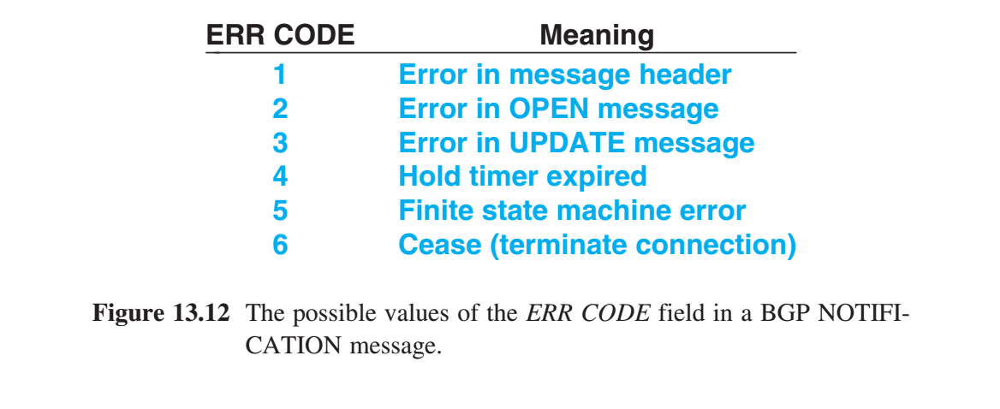 ERR CODE Meaning
1 Error in message header
2 Error in OPEN message
3 Error in UPDATE message
4 Hold timer expired
5 Finite state machine error
6 Cease (terminate connection)
Figure 13.12 The possible values of the ERR CODE field in a BGP NOTIFI-
CATION message.